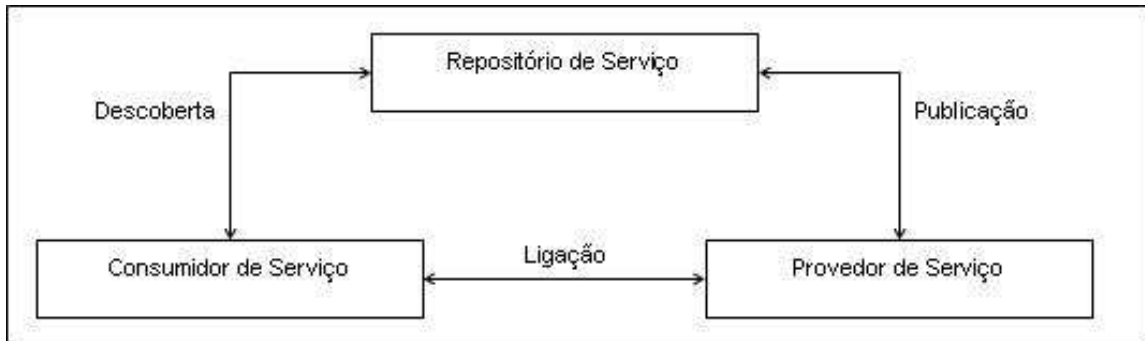 Repositório de Serviço
Descoberta
Publicação
Ligação
Consumidor de Serviço
Provedor de Serviço